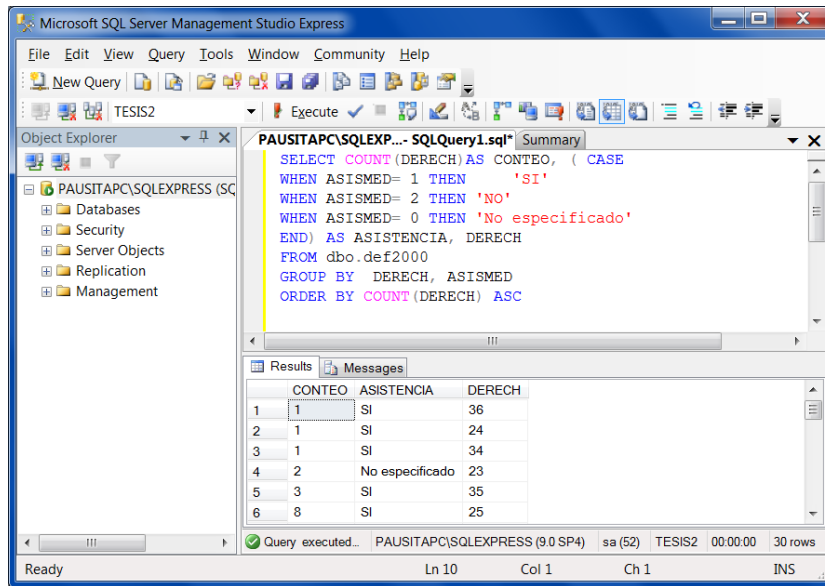 Microsoft SQL Server Management Studio Express
File Edit View Query Tools Window Community Help
New Query
TESIS2 Execute
Object Explorer
PAUSITAPC\SQLEXPRESS (SQ
Databases
Security
Server Objects
Replication
Management
PAUSITAPC\SQLEXP...- SQLQuery1.sql* Summary
SELECT COUNT(DERECH)AS CONTEO, ( CASE
WHEN ASISMED= 1 THEN 'SI'
WHEN ASISMED= 2 THEN 'NO'
WHEN ASISMED= 0 THEN 'No especificado'
END) AS ASISTENCIA, DERECH
FROM dbo.def2000
GROUP BY DERECH, ASISMED
ORDER BY COUNT(DERECH) ASC
Results Messages
CONTEO ASISTENCIA DERECH
1 1 SI 36
2 1 SI 24
3 1 SI 34
4 2 No especificado 23
5 3 SI 35
6 8 SI 25
Query executed... PAUSITAPC\SQLEXPRESS (9.0 SP4) sa (52) TESIS2 00:00:00 30 rows
Ready Ln 10 Col 1 Ch 1 INS